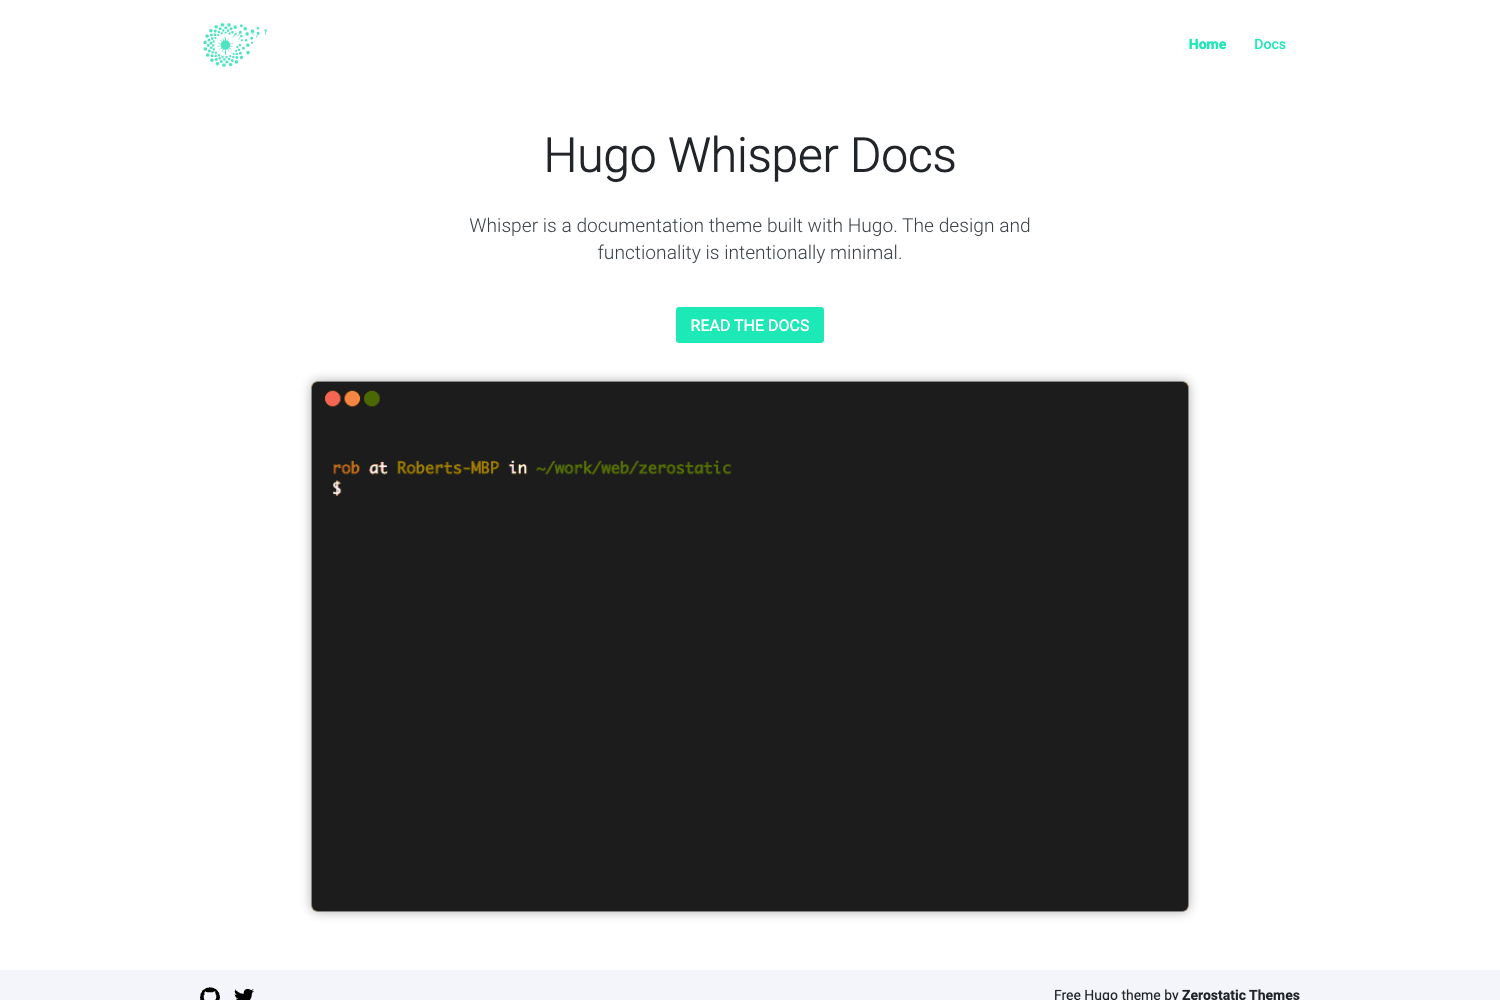 Home Docs
Hugo Whisper Docs
Whisper is a documentation theme built with Hugo. The design and
functionality is intentionally minimal.
READ THE DOCS
rob at Roberts-MBP in ~/work/web/zerostatic
$
Free Hugo theme by Zerostatic Themes